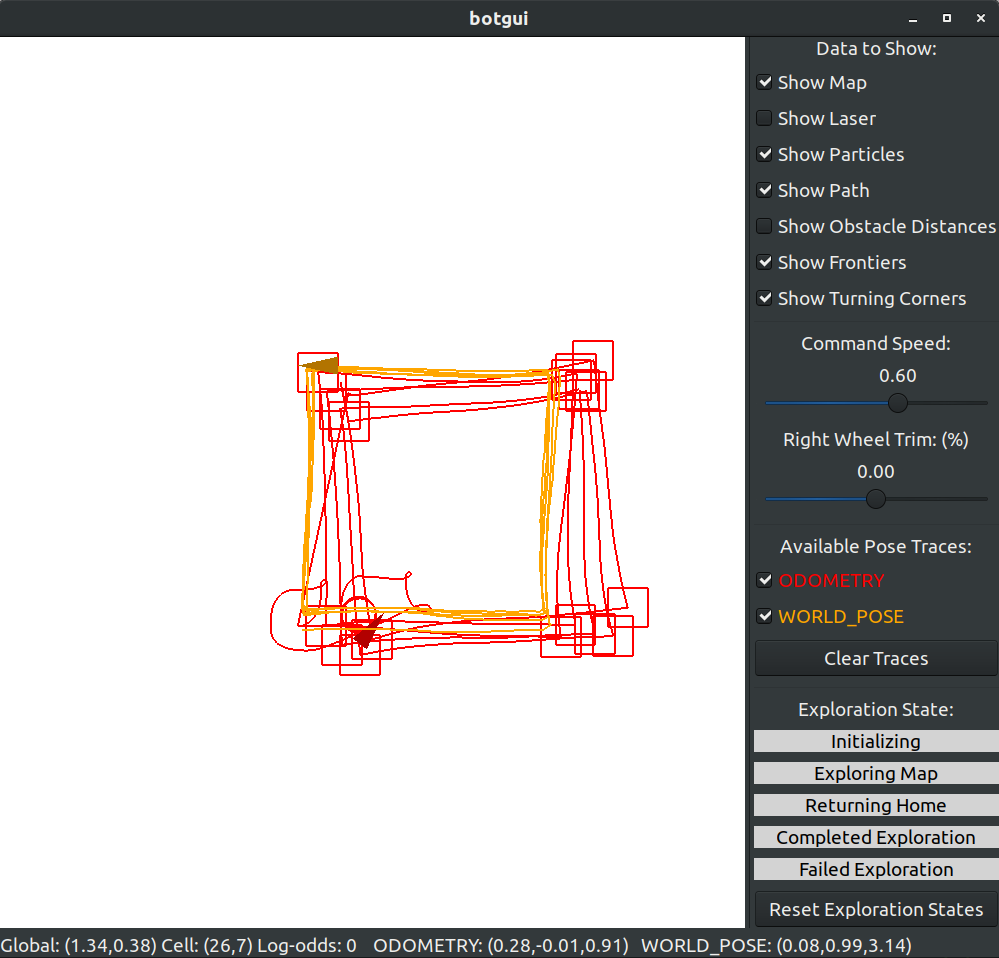 botgui
Data to Show:
Show Map
Show Laser
Show Particles
Show Path
Show Obstacle Distances
Show Frontiers
Show Turning Corners
Command Speed:
0.60
Right Wheel Trim: (%)
0.00
Available Pose Traces:
ODOMETRY
WORLD_POSE
Clear Traces
Exploration State:
Initializing
Exploring Map
Returning Home
Completed Exploration
Failed Exploration
Reset Exploration States
Global: (1.34,0.38) Cell: (26,7) Log-odds: 0 ODOMETRY: (0.28,-0.01,0.91) WORLD_POSE: (0.08,0.99,3.14)